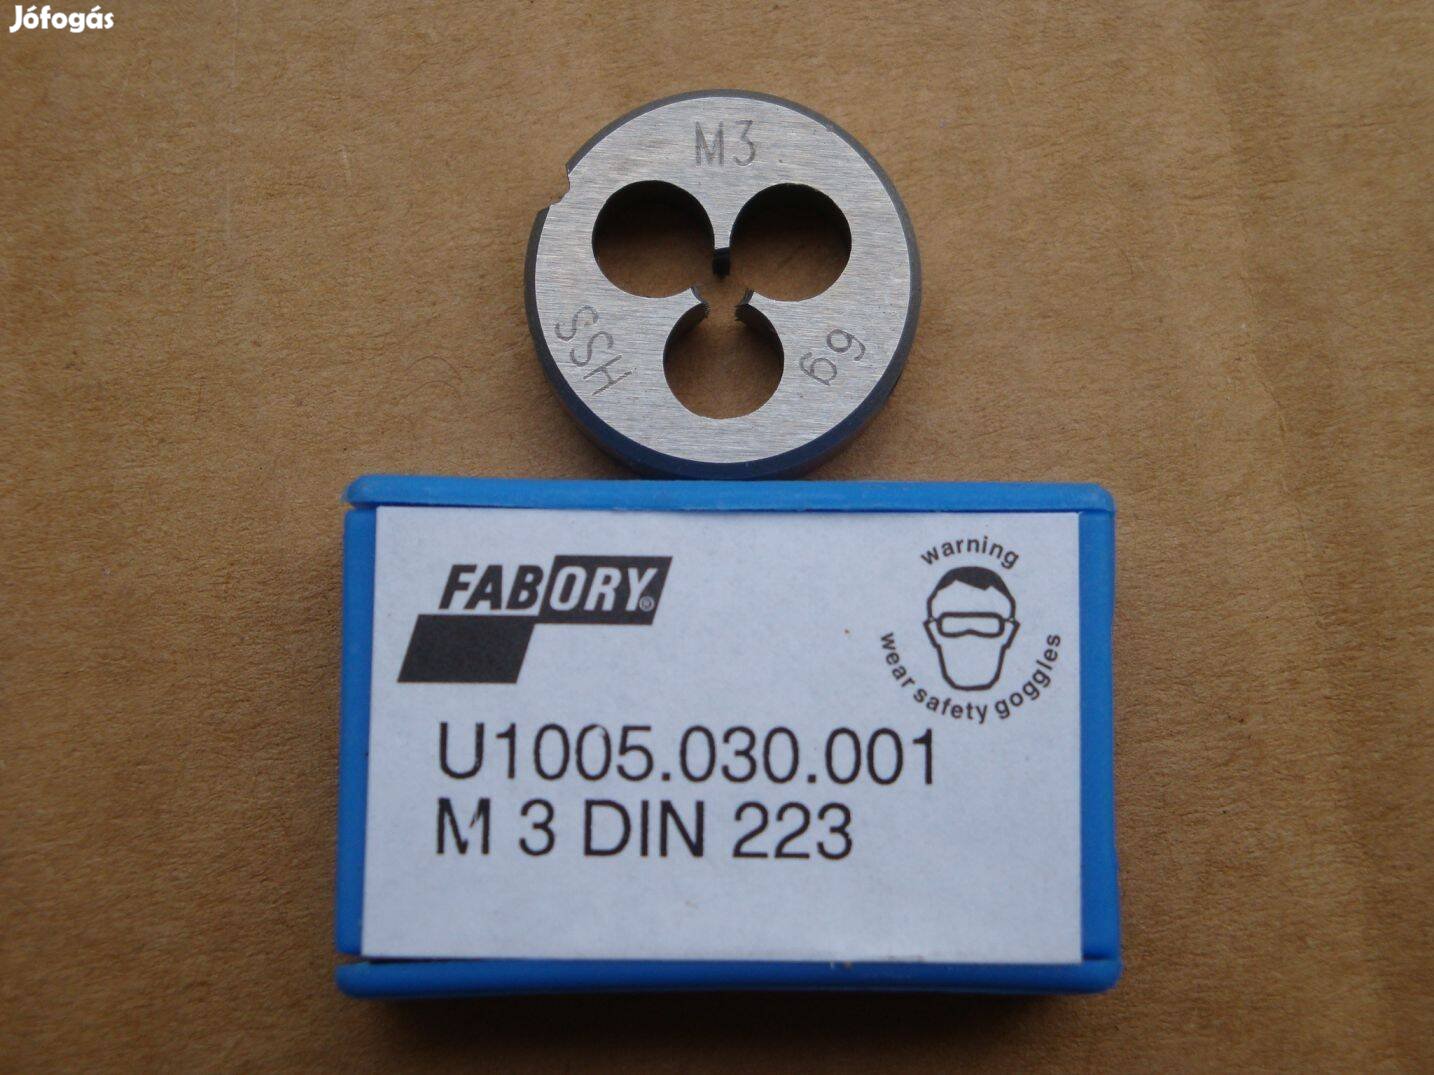 Jófogás
M3
HSS
6g
FABORY®
warning
wear safety goggles
U1005.030.001
M 3 DIN 223